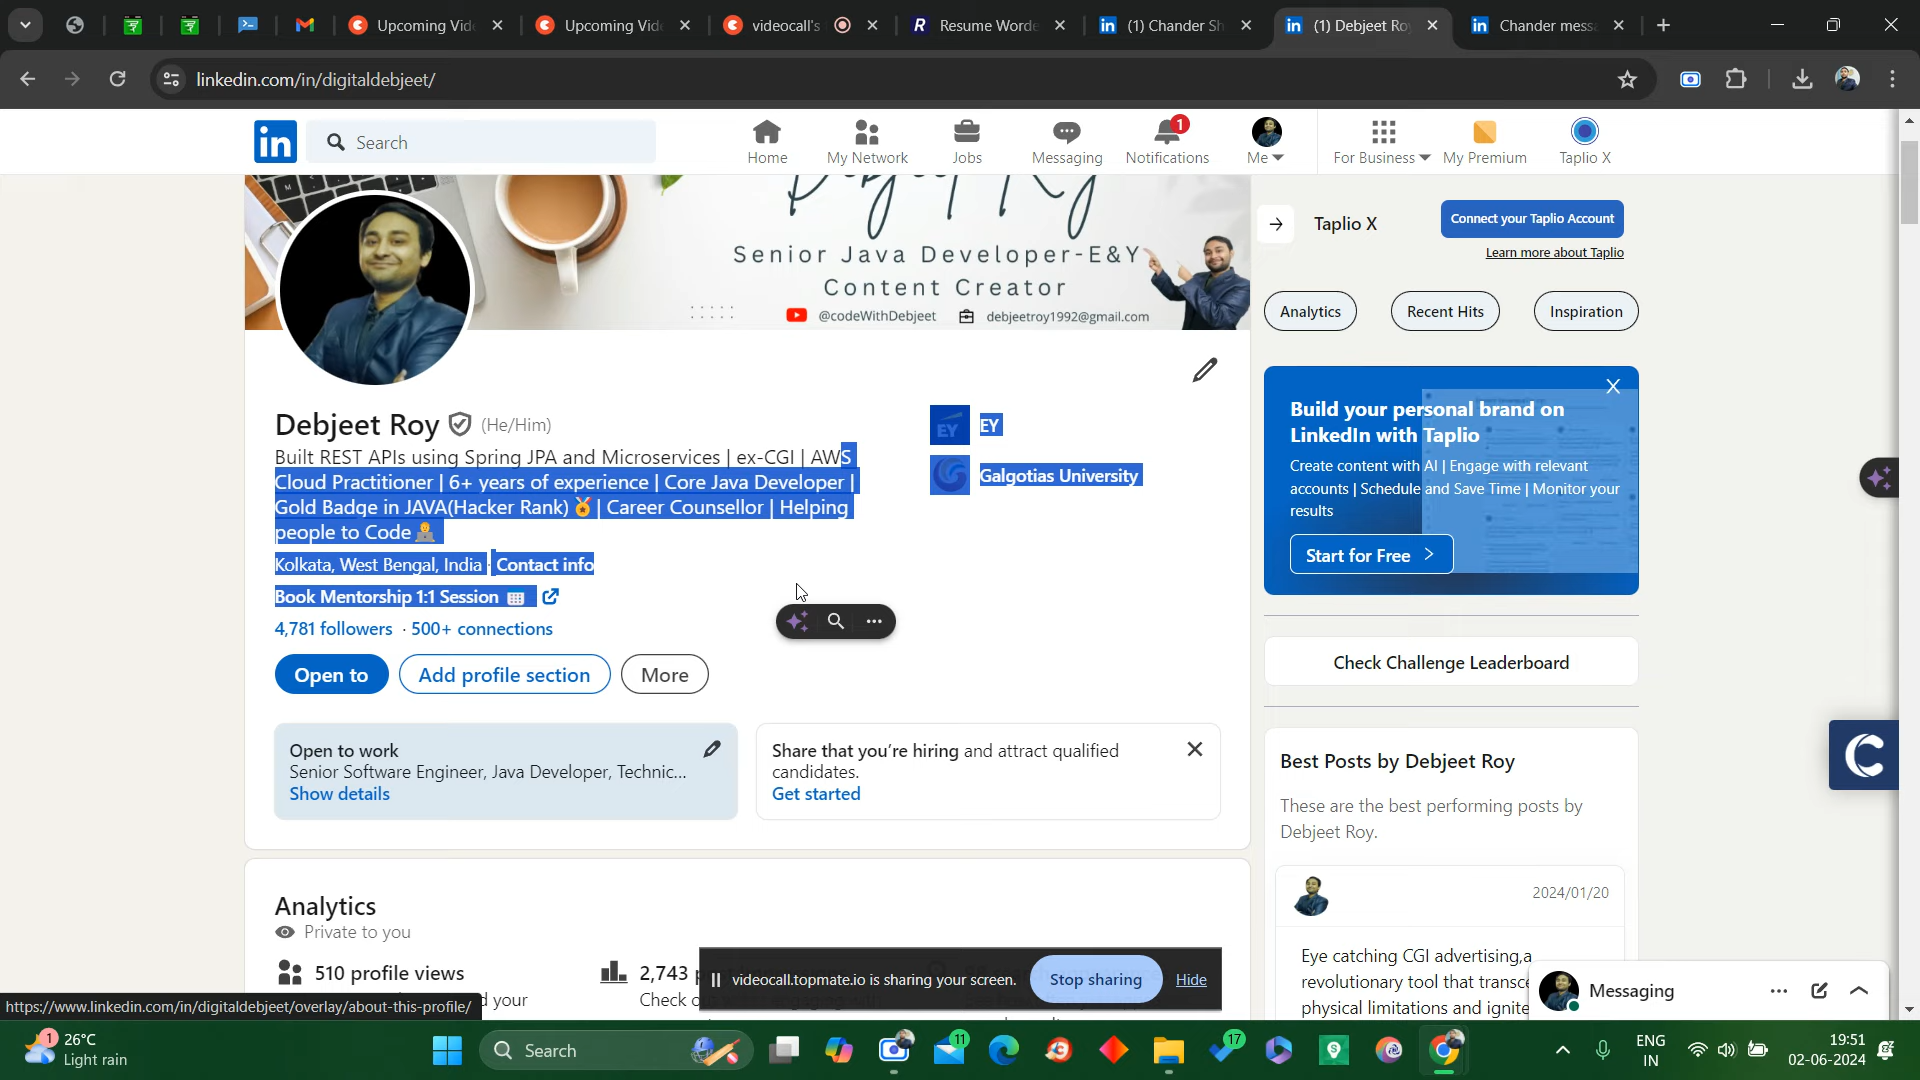 Upcoming Vid
Upcoming Vid
videocall's
Resume Worde
(1) Chander Sh
(1) Debjeet Ro
Chander mess
linkedin.com/in/digitaldebjeet/
Search
Home
My Network
Jobs
Messaging
1
Notifications
Me
For Business
My Premium
Taplio X
Debjeet Roy
Senior Java Developer-E&Y
Content Creator
@codeWithDebjeet
debjeetroy1992@gmail.com
Debjeet Roy (He/Him)
Built REST APIs using Spring JPA and Microservices | ex-CGI | AWS
Cloud Practitioner | 6+ years of experience | Core Java Developer |
Gold Badge in JAVA(Hacker Rank)🏅| Career Counsellor | Helping
people to Code
Kolkata, West Bengal, India · Contact info
Book Mentorship 1:1 Session
4,781 followers · 500+ connections
EY
EY
Galgotias University
Open to
Add profile section
More
Open to work
Senior Software Engineer, Java Developer, Technic...
Show details
Share that you're hiring and attract qualified
candidates.
Get started
Analytics
Private to you
510 profile views
2,743
d your
Check
Taplio X
Connect your Taplio Account
Learn more about Taplio
Analytics
Recent Hits
Inspiration
Build your personal brand on
LinkedIn with Taplio
Create content with AI | Engage with relevant
accounts | Schedule and Save Time | Monitor your
results
Start for Free >
Check Challenge Leaderboard
Best Posts by Debjeet Roy
These are the best performing posts by
Debjeet Roy.
2024/01/20
Eye catching CGI advertising,a
revolutionary tool that transce
physical limitations and ignite
Messaging
videocall.topmate.io is sharing your screen.
Stop sharing
Hide
https://www.linkedin.com/in/digitaldebjeet/overlay/about-this-profile/
1
26°C
Light rain
Search
11
17
ENG
IN
19:51
02-06-2024